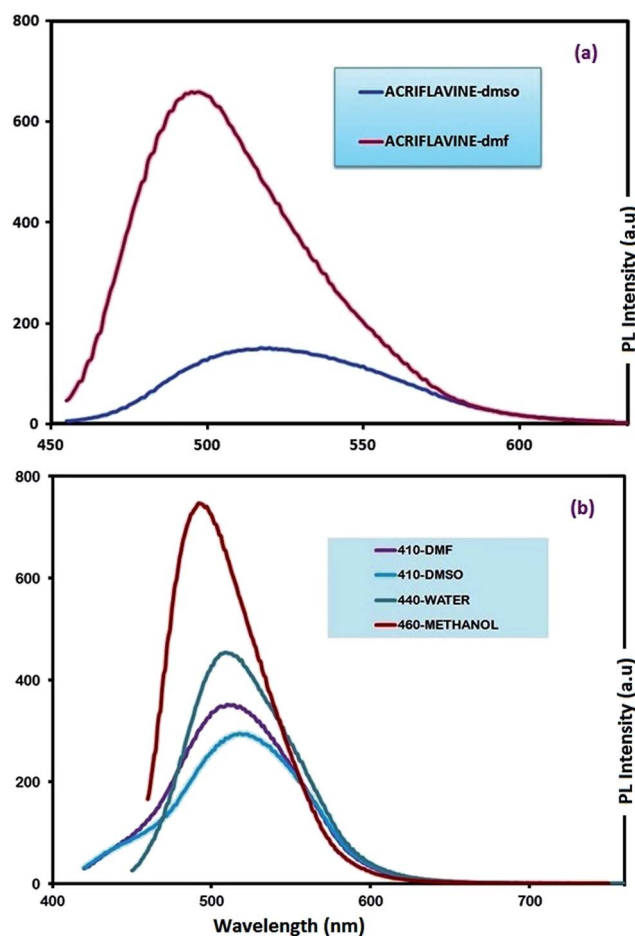 800
(a)
ACRIFLAVINE-dmso
ACRIFLAVINE-dmf
600
400
200
0
450
500
550
600
PL Intensity (a.u)
800
(b)
410-DMF
410-DMSO
440-WATER
460-METHANOL
600
400
200
0
400
500
600
700
PL Intensity (a.u)
Wavelength (nm)